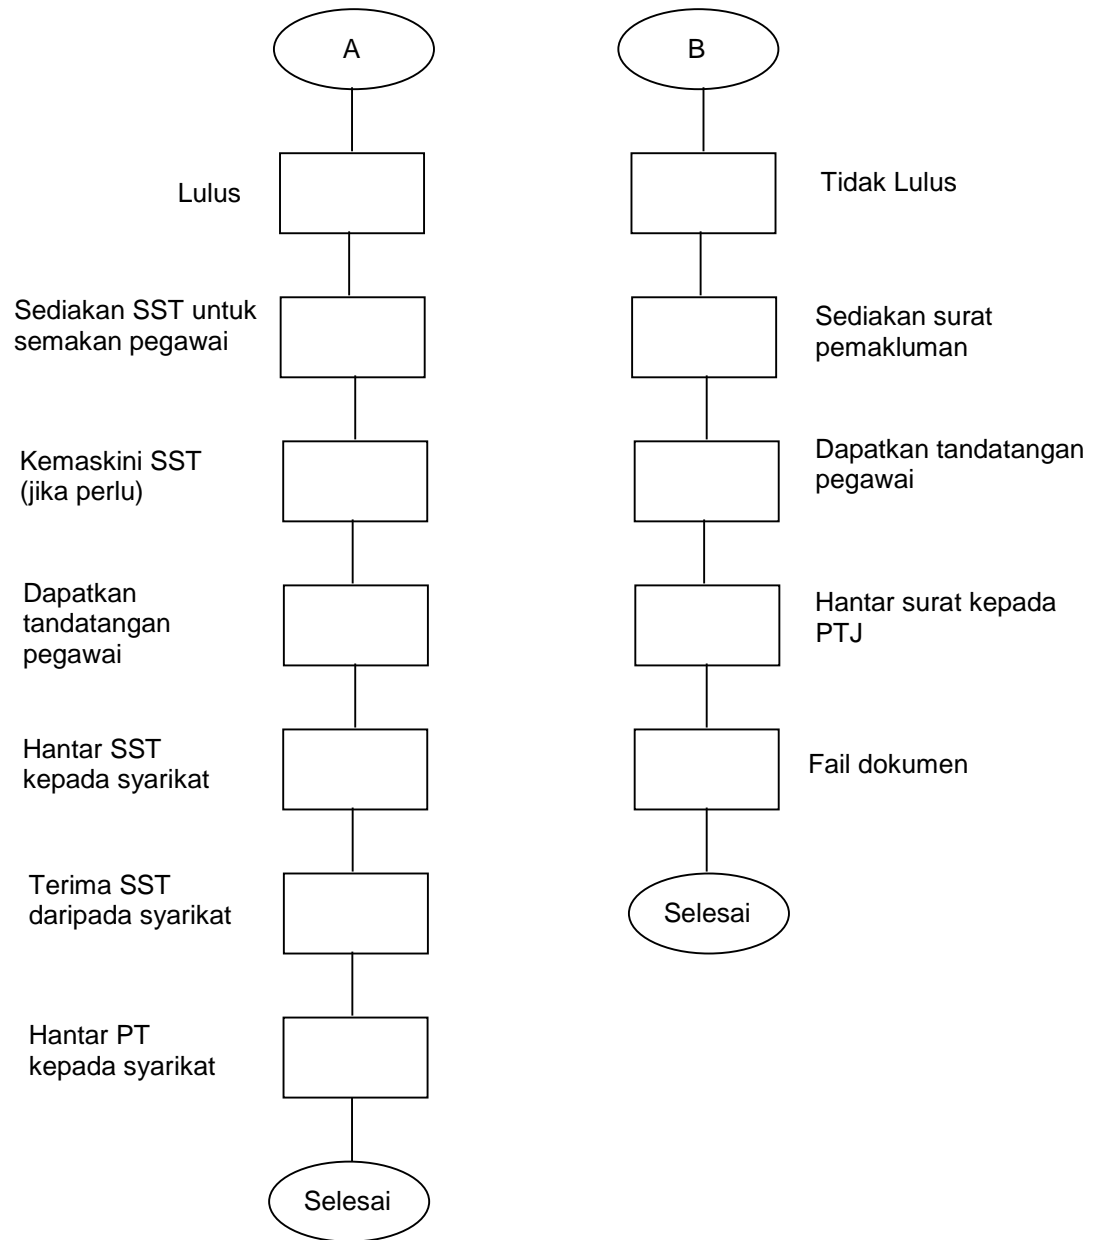 A
Lulus
Sediakan SST untuk
semakan pegawai
Kemaskini SST
(jika perlu)
Dapatkan
tandatangan
pegawai
Hantar SST
kepada syarikat
Terima SST
daripada syarikat
Hantar PT
kepada syarikat
Selesai
B
Tidak Lulus
Sediakan surat
pemakluman
Dapatkan tandatangan
pegawai
Hantar surat kepada
PTJ
Fail dokumen
Selesai